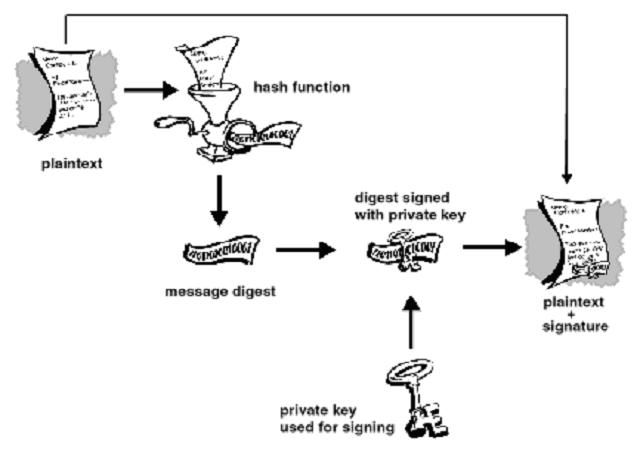 hash function
plaintext
digest signed
with private key
message digest
plaintext
+
signature
private key
used for signing